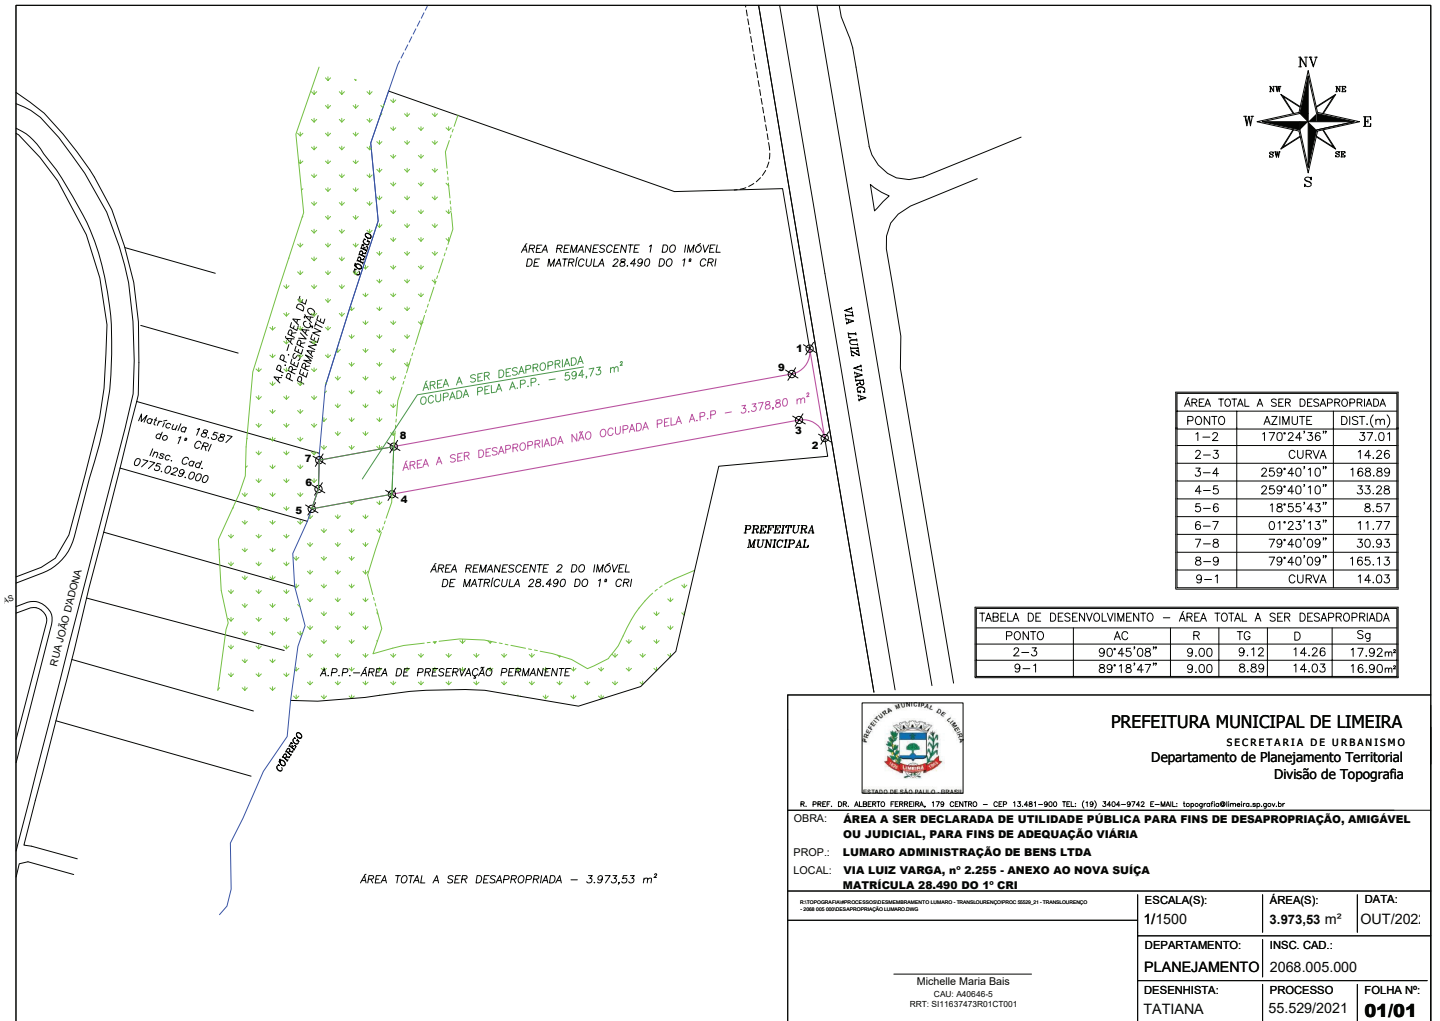 NV
NW
NE
W
E
SW
SE
S
ÁREA REMANESCENTE 1 DO IMÓVEL
DE MATRÍCULA 28.490 DO 1° CRI
CÓRREGO
A.P.P.-ÁREA DE
PRESERVAÇÃO
PERMANENTE
VIA LUIZ VARGA
ÁREA A SER DESAPROPRIADA
OCUPADA PELA A.P.P. - 594,73 m²
ÁREA A SER DESAPROPRIADA NÃO OCUPADA PELA A.P.P - 3.378,80 m²
1
9
3
2
8
7
6
5
4
Matrícula 18.587
do 1° CRI
Insc. Cad.
0775.029.000
PREFEITURA
MUNICIPAL
ÁREA REMANESCENTE 2 DO IMÓVEL
DE MATRÍCULA 28.490 DO 1° CRI
AS
RUA JOÃO D'ADONA
A.P.P.-ÁREA DE PRESERVAÇÃO PERMANENTE
CÓRREGO
ÁREA TOTAL A SER DESAPROPRIADA - 3.973,53 m²
ÁREA TOTAL A SER DESAPROPRIADA
PONTO AZIMUTE DIST.(m)
1-2 170°24'36" 37.01
2-3 CURVA 14.26
3-4 259°40'10" 168.89
4-5 259°40'10" 33.28
5-6 18°55'43" 8.57
6-7 01°23'13" 11.77
7-8 79°40'09" 30.93
8-9 79°40'09" 165.13
9-1 CURVA 14.03
TABELA DE DESENVOLVIMENTO - ÁREA TOTAL A SER DESAPROPRIADA
PONTO AC R TG D Sg
2-3 90°45'08" 9.00 9.12 14.26 17.92m²
9-1 89°18'47" 9.00 8.89 14.03 16.90m²
PREFEITURA MUNICIPAL DE LIMEIRA
LIMEIRA
ESTADO DE SÃO PAULO - BRASIL
PREFEITURA MUNICIPAL DE LIMEIRA
SECRETARIA DE URBANISMO
Departamento de Planejamento Territorial
Divisão de Topografia
R. PREF. DR. ALBERTO FERREIRA, 179 CENTRO - CEP 13.481-900 TEL: (19) 3404-9742 E-MAIL: topografia@limeira.sp.gov.br
OBRA: ÁREA A SER DECLARADA DE UTILIDADE PÚBLICA PARA FINS DE DESAPROPRIAÇÃO, AMIGÁVEL
OU JUDICIAL, PARA FINS DE ADEQUAÇÃO VIÁRIA
PROP.: LUMARO ADMINISTRAÇÃO DE BENS LTDA
LOCAL: VIA LUIZ VARGA, nº 2.255 - ANEXO AO NOVA SUÍÇA
MATRÍCULA 28.490 DO 1º CRI
ESCALA(S): ÁREA(S): DATA:
1/1500 3.973,53 m² OUT/202
DEPARTAMENTO: INSC. CAD.:
PLANEJAMENTO 2068.005.000
DESENHISTA: PROCESSO FOLHA Nº:
TATIANA 55.529/2021 01/01
Michelle Maria Bais
CAU: A40646-5
RRT: SI11637473R01CT001